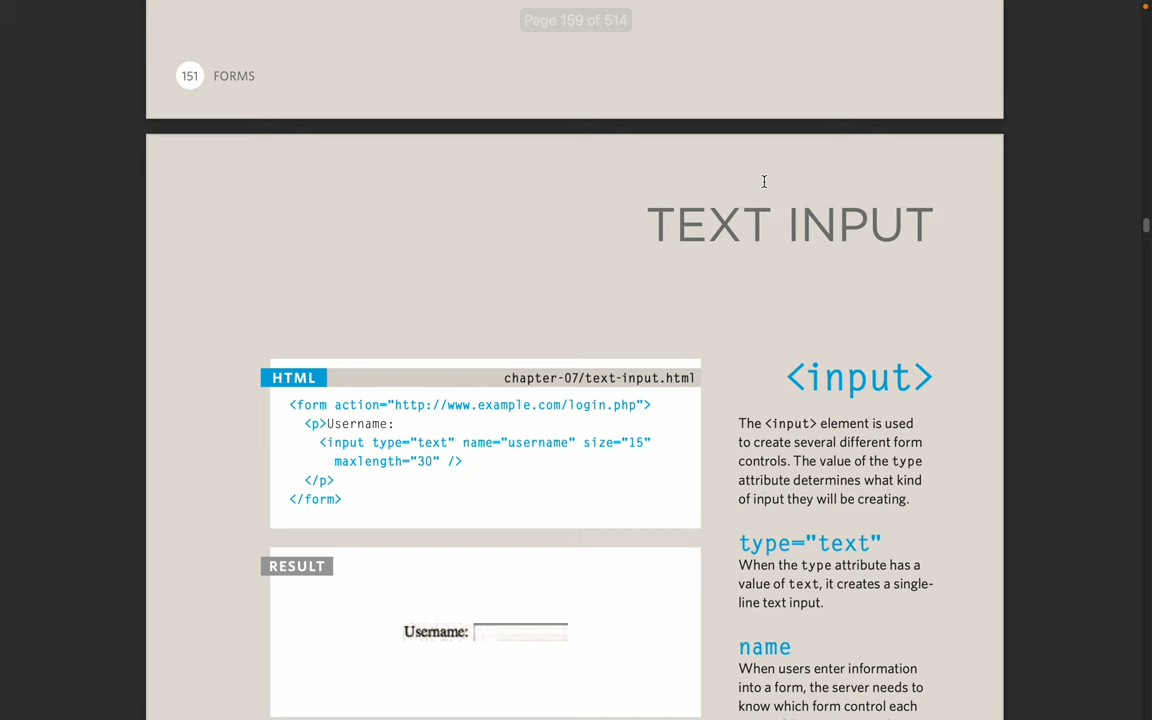 Page 159 of 514
151 FORMS
TEXT INPUT
HTML chapter-07/text-input.html
<form action="http://www.example.com/login.php">
<p>Username:
<input type="text" name="username" size="15"
maxlength="30" />
</p>
</form>
RESULT
Username:
<input>
The <input> element is used
to create several different form
controls. The value of the type
attribute determines what kind
of input they will be creating.
type="text"
When the type attribute has a
value of text, it creates a single-
line text input.
name
When users enter information
into a form, the server needs to
know which form control each